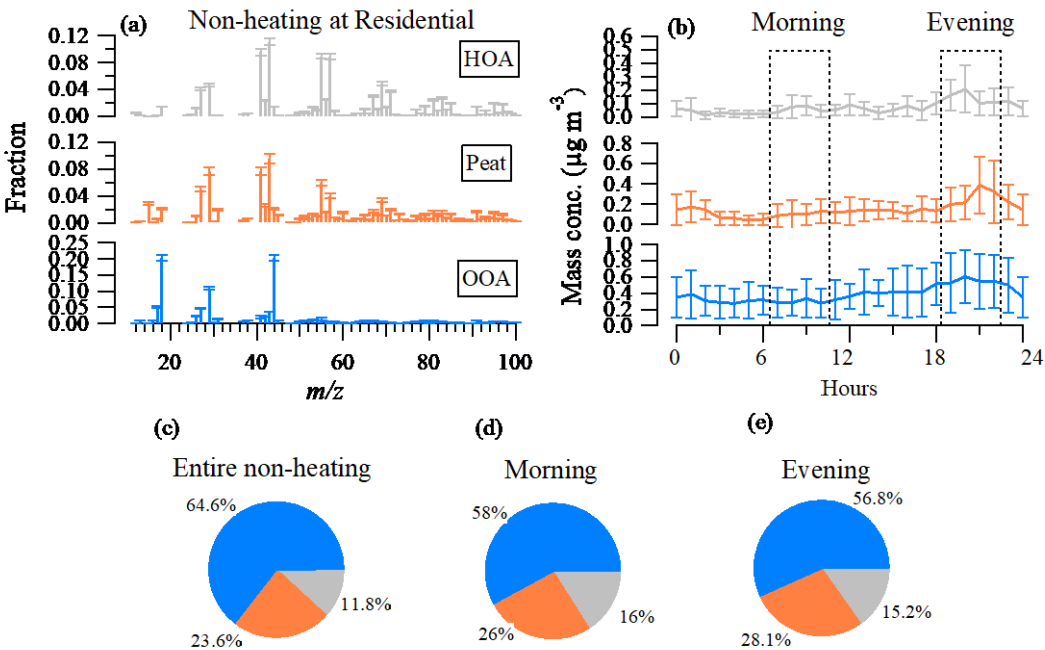 (a) Non-heating at Residential
0.12
0.08
0.04
0.00
HOA
0.12
0.08
0.04
0.00
Peat
0.25
0.20
0.15
0.10
0.05
0.00
OOA
Fraction
20 40 60 80 100
m/z
(b) Morning Evening
0.6
0.5
0.4
0.3
0.2
0.1
0.0
0.8
0.6
0.4
0.2
0.0
1.0
0.8
0.6
0.4
0.2
0.0
Mass conc. (µg m⁻³)
0 6 12 18 24
Hours
(c)
Entire non-heating
64.6%
11.8%
23.6%
(d)
Morning
58%
16%
26%
(e)
Evening
56.8%
15.2%
28.1%